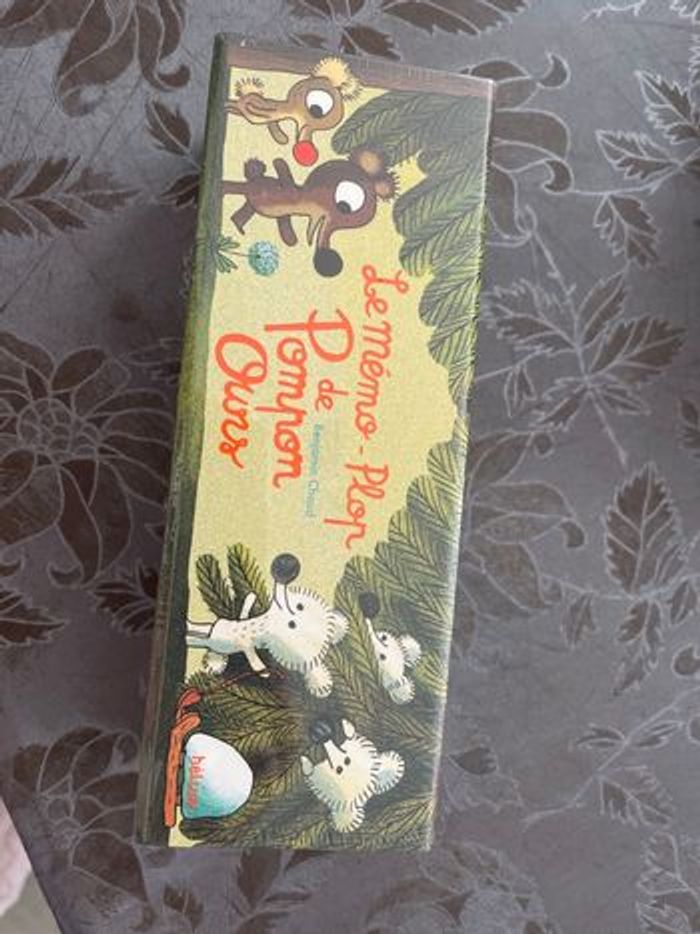 Le mémo-Plop
de
Pompon
Ours
Benjamin Chaud
hélium